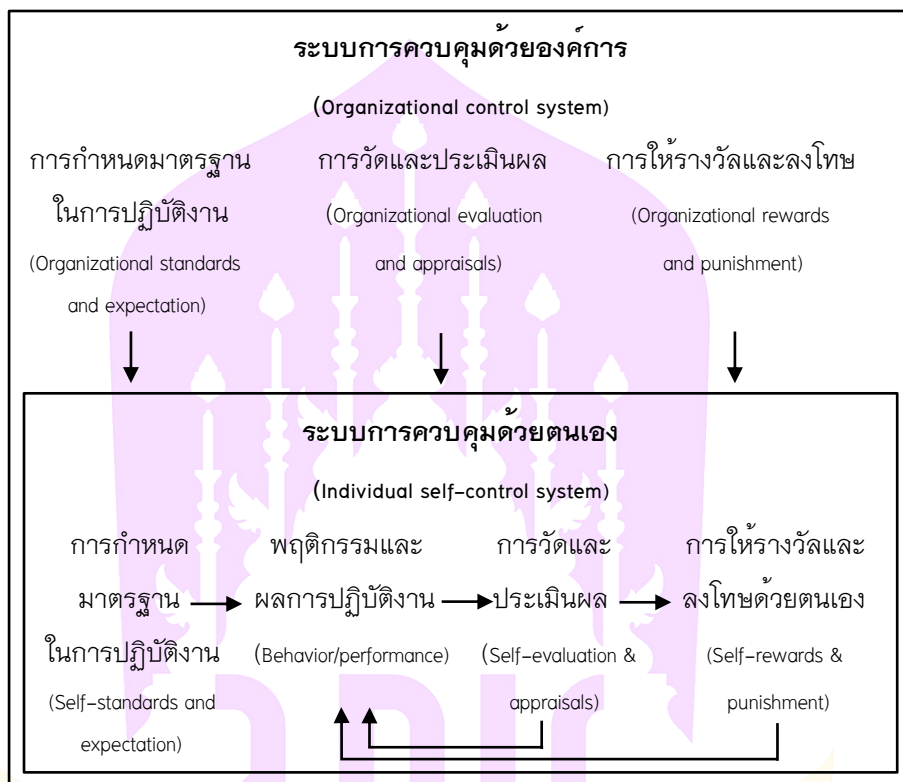 ระบบการควบคุมด้วยองค์การ
(Organizational control system)
การกำหนดมาตรฐาน
ในการปฏิบัติงาน
(Organizational standards
and expectation)
การวัดและประเมินผล
(Organizational evaluation
and appraisals)
การให้รางวัลและลงโทษ
(Organizational rewards
and punishment)
ระบบการควบคุมด้วยตนเอง
(Individual self-control system)
การกำหนด
มาตรฐาน
ในการปฏิบัติงาน
(Self-standards and
expectation)
พฤติกรรมและ
ผลการปฏิบัติงาน
(Behavior/performance)
การวัดและ
ประเมินผล
(Self-evaluation &
appraisals)
การให้รางวัลและ
ลงโทษด้วยตนเอง
(Self-rewards &
punishment)